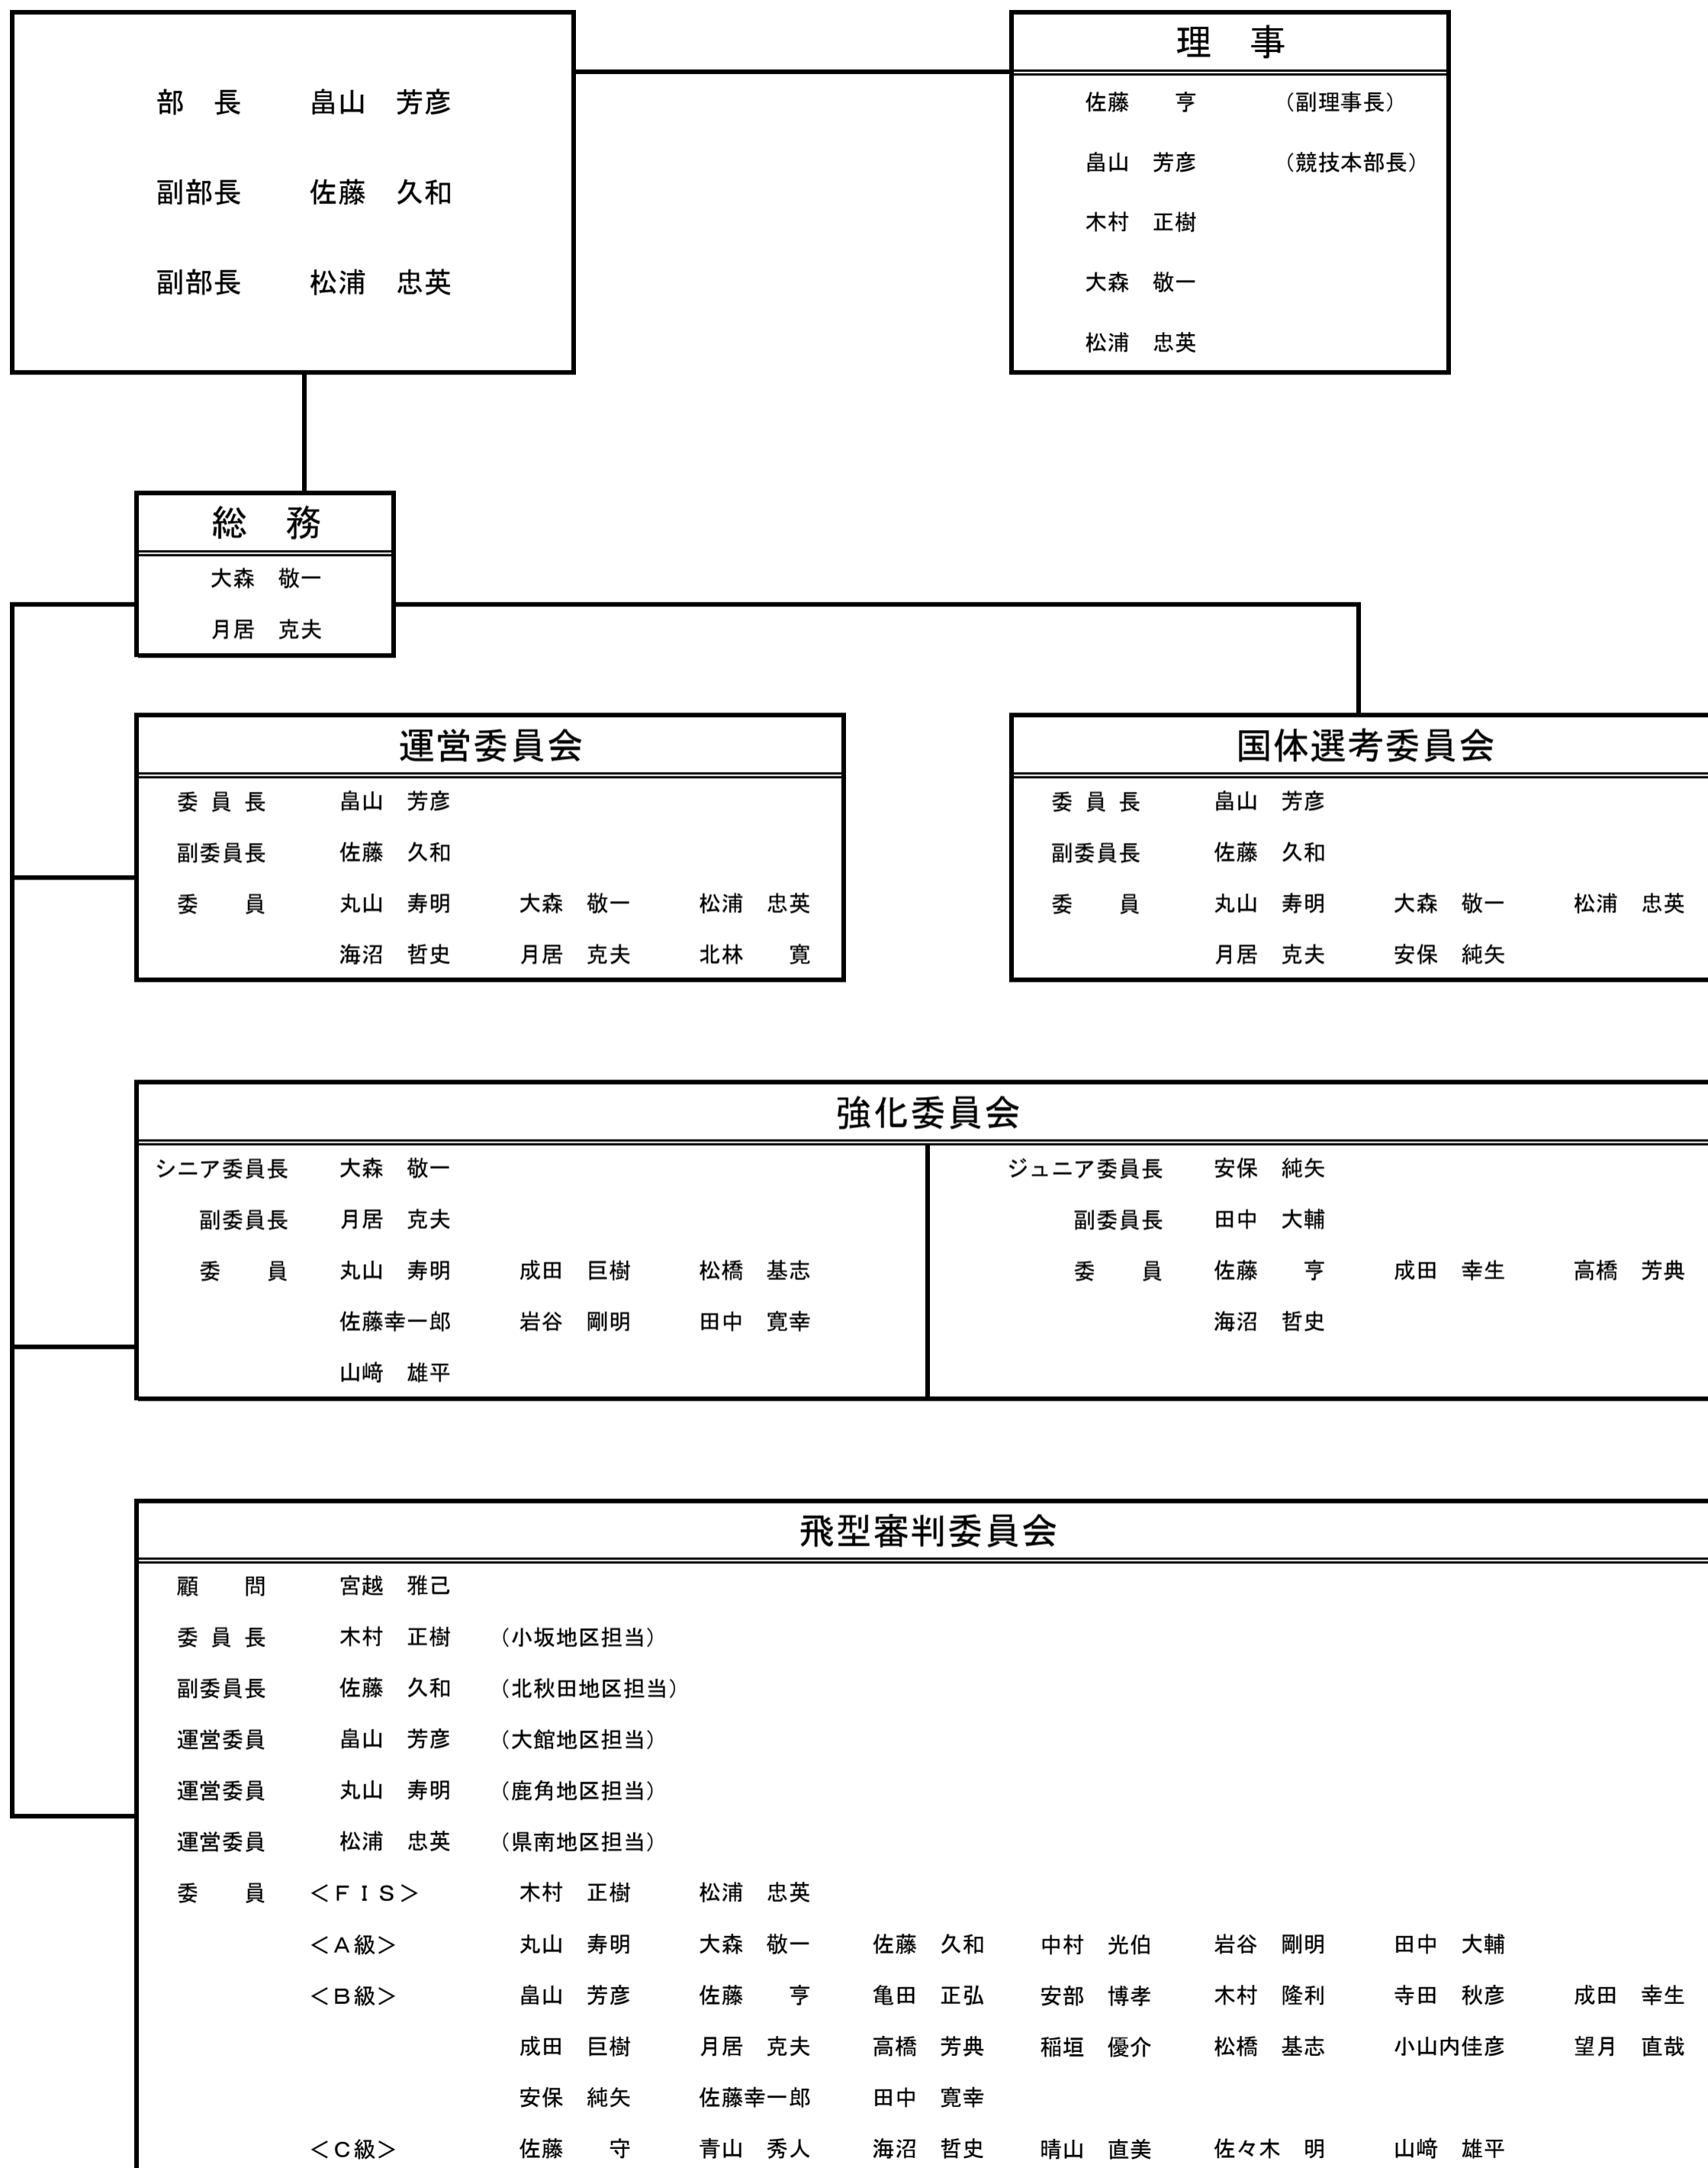 部　長　畠山　芳彦
副部長　佐藤　久和
副部長　松浦　忠英
理　事
佐藤　亨　（副理事長）
畠山　芳彦　（競技本部長）
木村　正樹
大森　敬一
松浦　忠英
総　務
大森　敬一
月居　克夫
運営委員会
委 員 長　畠山　芳彦
副委員長　佐藤　久和
委　員　丸山　寿明　大森　敬一　松浦　忠英
海沼　哲史　月居　克夫　北林　寛
国体選考委員会
委 員 長　畠山　芳彦
副委員長　佐藤　久和
委　員　丸山　寿明　大森　敬一　松浦　忠英
月居　克夫　安保　純矢
強化委員会
シニア委員長　大森　敬一
副委員長　月居　克夫
委　員　丸山　寿明　成田　巨樹　松橋　基志
佐藤幸一郎　岩谷　剛明　田中　寛幸
山﨑　雄平
ジュニア委員長　安保　純矢
副委員長　田中　大輔
委　員　佐藤　亨　成田　幸生　高橋　芳典
海沼　哲史
飛型審判委員会
顧　問　宮越　雅己
委 員 長　木村　正樹　（小坂地区担当）
副委員長　佐藤　久和　（北秋田地区担当）
運営委員　畠山　芳彦　（大館地区担当）
運営委員　丸山　寿明　（鹿角地区担当）
運営委員　松浦　忠英　（県南地区担当）
委　員　＜ＦＩＳ＞　木村　正樹　松浦　忠英
＜Ａ級＞　丸山　寿明　大森　敬一　佐藤　久和　中村　光伯　岩谷　剛明　田中　大輔
＜Ｂ級＞　畠山　芳彦　佐藤　亨　亀田　正弘　安部　博孝　木村　隆利　寺田　秋彦　成田　幸生
成田　巨樹　月居　克夫　高橋　芳典　稲垣　優介　松橋　基志　小山内佳彦　望月　直哉
安保　純矢　佐藤幸一郎　田中　寛幸
＜Ｃ級＞　佐藤　守　青山　秀人　海沼　哲史　晴山　直美　佐々木　明　山﨑　雄平